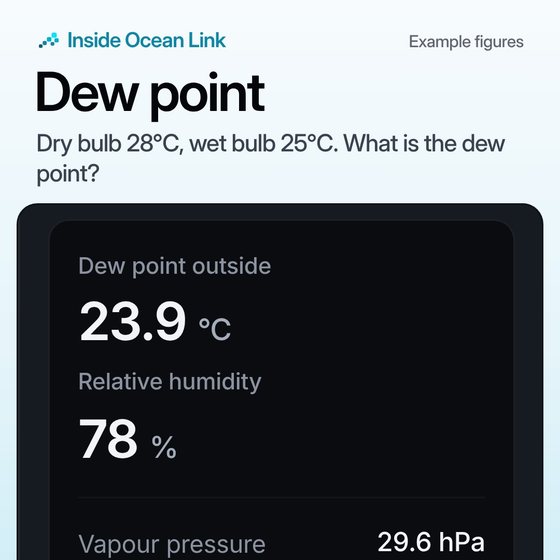 Inside Ocean Link
Example figures
Dew point
Dry bulb 28°C, wet bulb 25°C. What is the dew
point?
Dew point outside
23.9 °C
Relative humidity
78 %
Vapour pressure 29.6 hPa